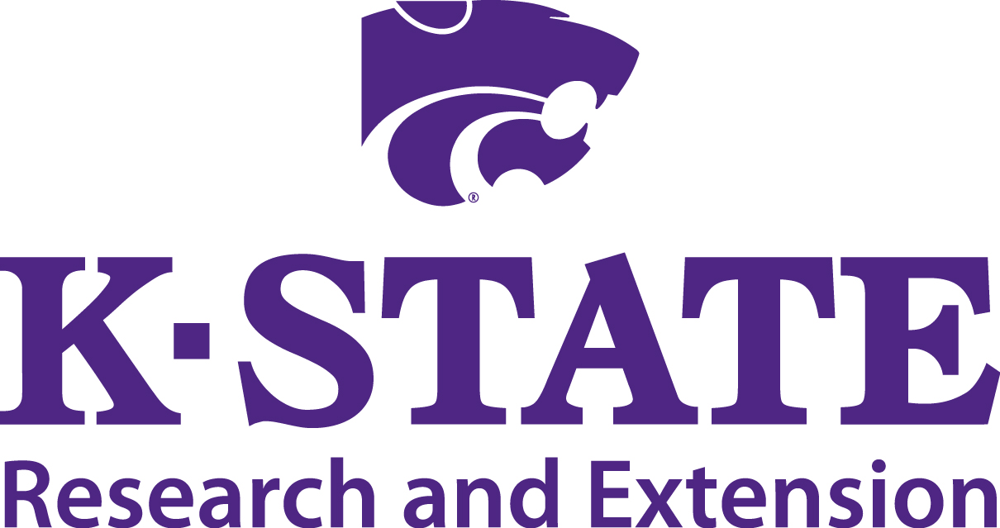 ®
K·STATE
Research and Extension